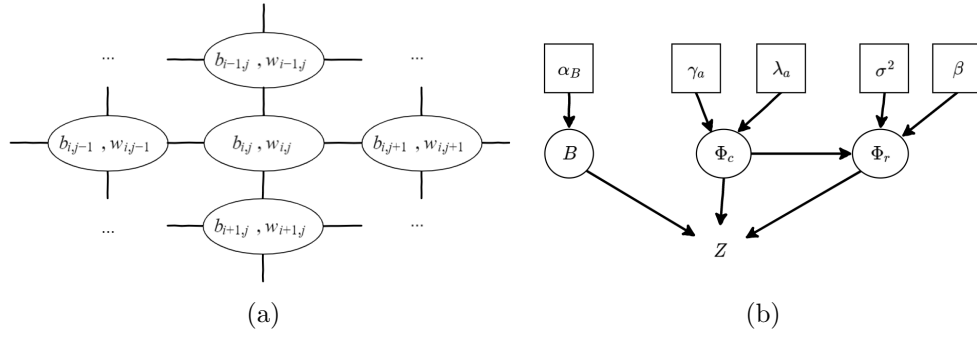 ... b_{i-1,j} , w_{i-1,j} ...
b_{i,j-1} , w_{i,j-1} b_{i,j} , w_{i,j} b_{i,j+1} , w_{i,j+1}
... b_{i+1,j} , w_{i+1,j} ...
(a)
α_B γ_a λ_a σ² β
B Φ_c Φ_r
Z
(b)